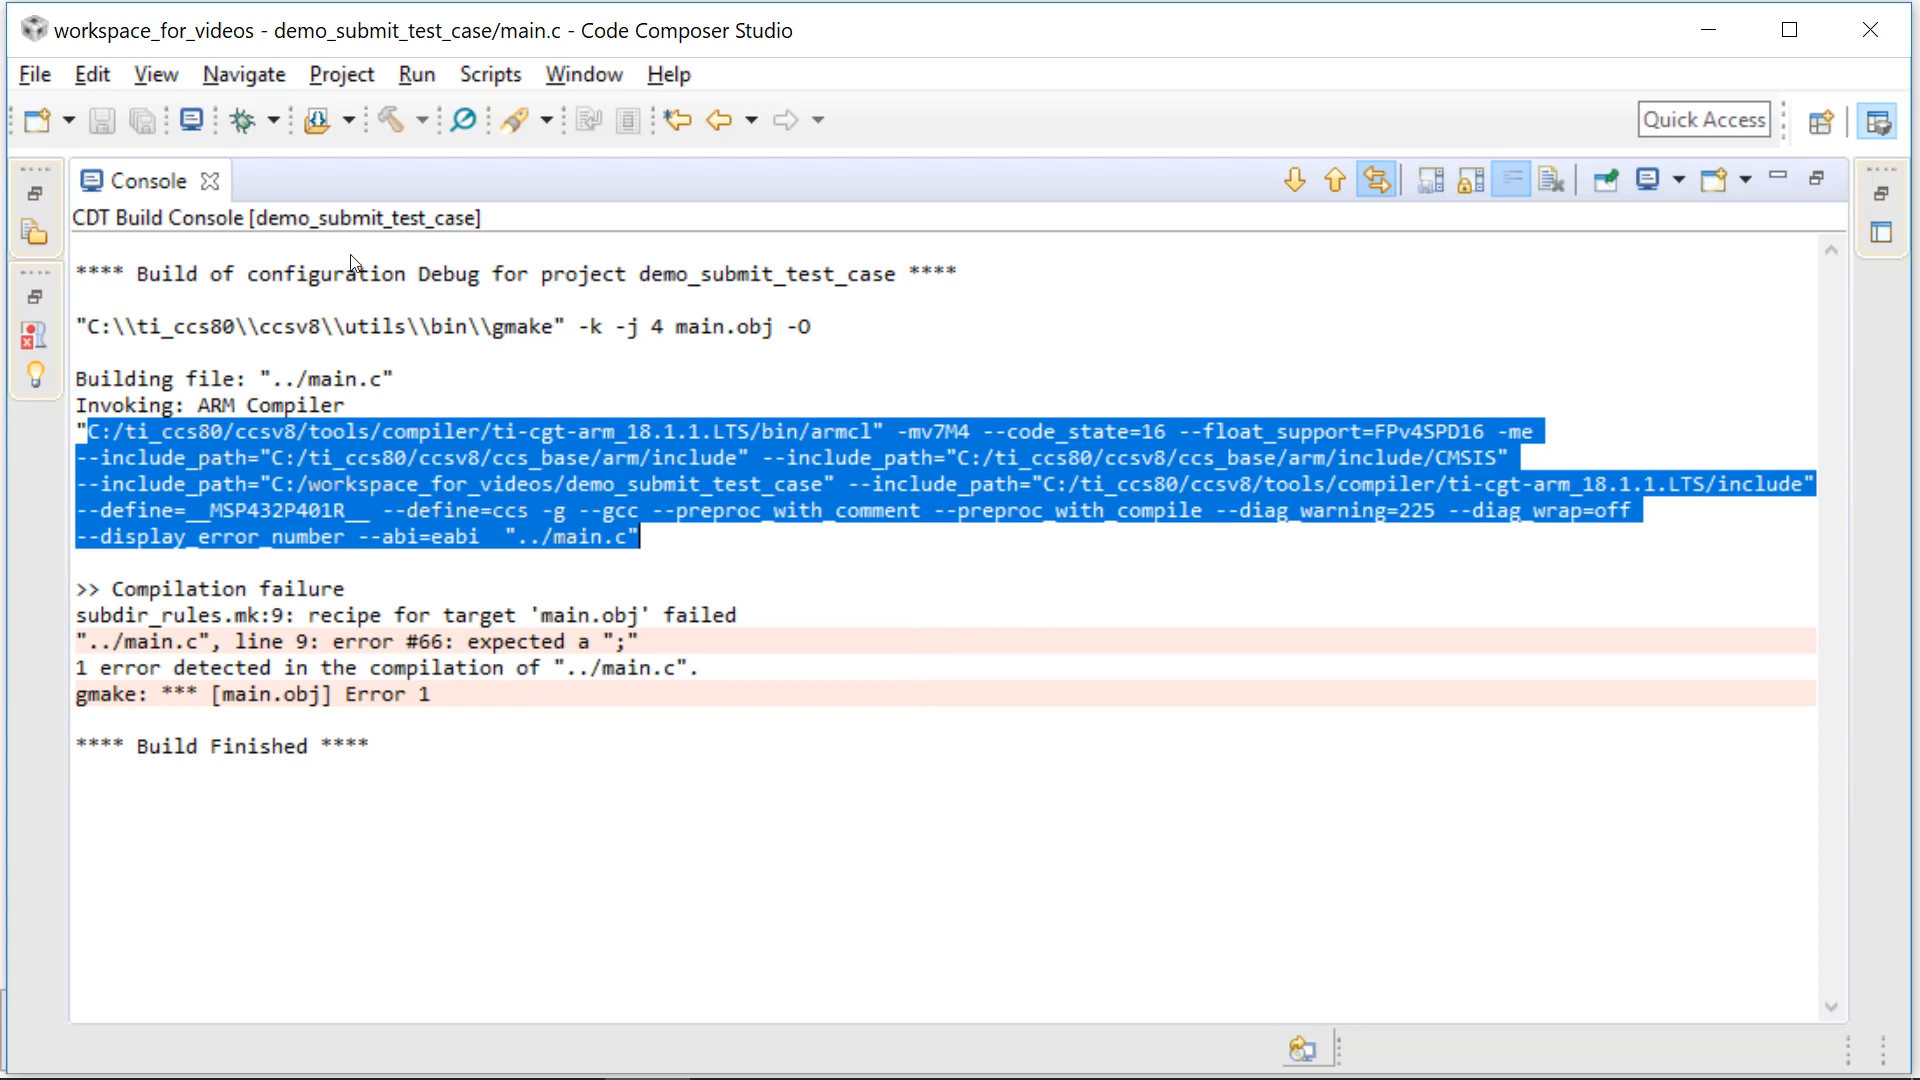 workspace_for_videos - demo_submit_test_case/main.c - Code Composer Studio
File Edit View Navigate Project Run Scripts Window Help
Quick Access
Console
CDT Build Console [demo_submit_test_case]
**** Build of configuration Debug for project demo_submit_test_case ****
"C:\\ti_ccs80\\ccsv8\\utils\\bin\\gmake" -k -j 4 main.obj -O
Building file: "../main.c"
Invoking: ARM Compiler
"C:/ti_ccs80/ccsv8/tools/compiler/ti-cgt-arm_18.1.1.LTS/bin/armcl" -mv7M4 --code_state=16 --float_support=FPv4SPD16 -me
--include_path="C:/ti_ccs80/ccsv8/ccs_base/arm/include" --include_path="C:/ti_ccs80/ccsv8/ccs_base/arm/include/CMSIS"
--include_path="C:/workspace_for_videos/demo_submit_test_case" --include_path="C:/ti_ccs80/ccsv8/tools/compiler/ti-cgt-arm_18.1.1.LTS/include"
--define=__MSP432P401R__ --define=ccs -g --gcc --preproc_with_comment --preproc_with_compile --diag_warning=225 --diag_wrap=off
--display_error_number --abi=eabi  "../main.c"
>> Compilation failure
subdir_rules.mk:9: recipe for target 'main.obj' failed
"../main.c", line 9: error #66: expected a ";"
1 error detected in the compilation of "../main.c".
gmake: *** [main.obj] Error 1
**** Build Finished ****